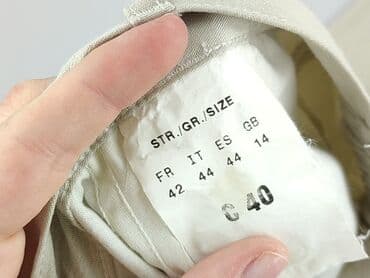 STR./GR./SIZE
FR IT ES GB
42 44 44 14
C 40